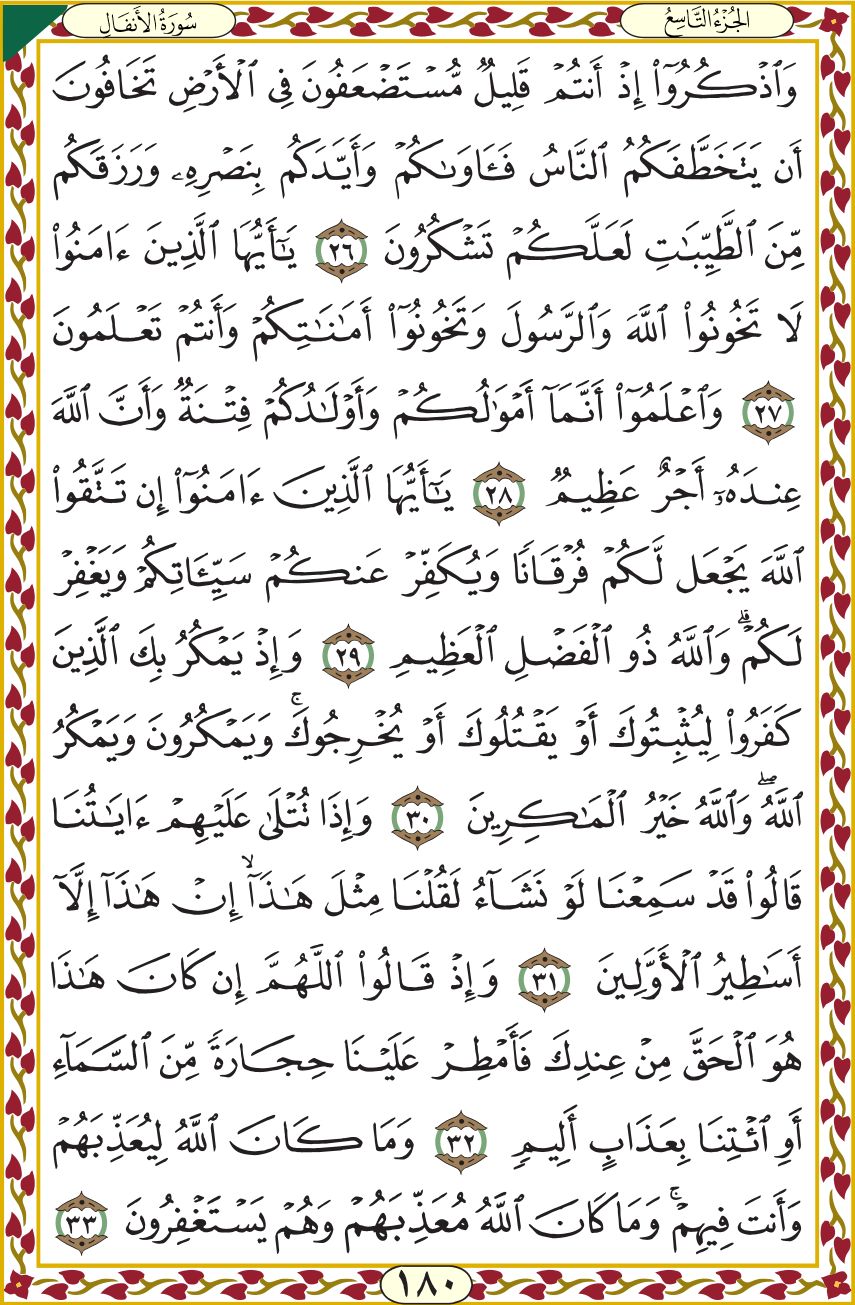 الجُزْءُ التَّاسِعُ
سُورَةُ الأَنفَالِ
وَٱذْكُرُوٓا۟ إِذْ أَنتُمْ قَلِيلٌ مُّسْتَضْعَفُونَ فِى ٱلْأَرْضِ تَخَافُونَ
أَن يَتَخَطَّفَكُمُ ٱلنَّاسُ فَـَٔاوَىٰكُمْ وَأَيَّدَكُم بِنَصْرِهِۦ وَرَزَقَكُم
مِّنَ ٱلطَّيِّبَـٰتِ لَعَلَّكُمْ تَشْكُرُونَ ٢٦ يَـٰٓأَيُّهَا ٱلَّذِينَ ءَامَنُوا۟
لَا تَخُونُوا۟ ٱللَّهَ وَٱلرَّسُولَ وَتَخُونُوٓا۟ أَمَـٰنَـٰتِكُمْ وَأَنتُمْ تَعْلَمُونَ
٢٧ وَٱعْلَمُوٓا۟ أَنَّمَآ أَمْوَٰلُكُمْ وَأَوْلَـٰدُكُمْ فِتْنَةٌ وَأَنَّ ٱللَّهَ
عِندَهُۥٓ أَجْرٌ عَظِيمٌ ٢٨ يَـٰٓأَيُّهَا ٱلَّذِينَ ءَامَنُوٓا۟ إِن تَتَّقُوا۟
ٱللَّهَ يَجْعَل لَّكُمْ فُرْقَانًا وَيُكَفِّرْ عَنكُمْ سَيِّـَٔاتِكُمْ وَيَغْفِرْ
لَكُمْ ۗ وَٱللَّهُ ذُو ٱلْفَضْلِ ٱلْعَظِيمِ ٢٩ وَإِذْ يَمْكُرُ بِكَ ٱلَّذِينَ
كَفَرُوا۟ لِيُثْبِتُوكَ أَوْ يَقْتُلُوكَ أَوْ يُخْرِجُوكَ ۚ وَيَمْكُرُونَ وَيَمْكُرُ
ٱللَّهُ ۖ وَٱللَّهُ خَيْرُ ٱلْمَـٰكِرِينَ ٣٠ وَإِذَا تُتْلَىٰ عَلَيْهِمْ ءَايَـٰتُنَا
قَالُوا۟ قَدْ سَمِعْنَا لَوْ نَشَآءُ لَقُلْنَا مِثْلَ هَـٰذَآ ۙ إِنْ هَـٰذَآ إِلَّآ
أَسَـٰطِيرُ ٱلْأَوَّلِينَ ٣١ وَإِذْ قَالُوا۟ ٱللَّهُمَّ إِن كَانَ هَـٰذَا
هُوَ ٱلْحَقَّ مِنْ عِندِكَ فَأَمْطِرْ عَلَيْنَا حِجَارَةً مِّنَ ٱلسَّمَآءِ
أَوِ ٱئْتِنَا بِعَذَابٍ أَلِيمٍ ٣٢ وَمَا كَانَ ٱللَّهُ لِيُعَذِّبَهُمْ
وَأَنتَ فِيهِمْ ۚ وَمَا كَانَ ٱللَّهُ مُعَذِّبَهُمْ وَهُمْ يَسْتَغْفِرُونَ ٣٣
١٨٠